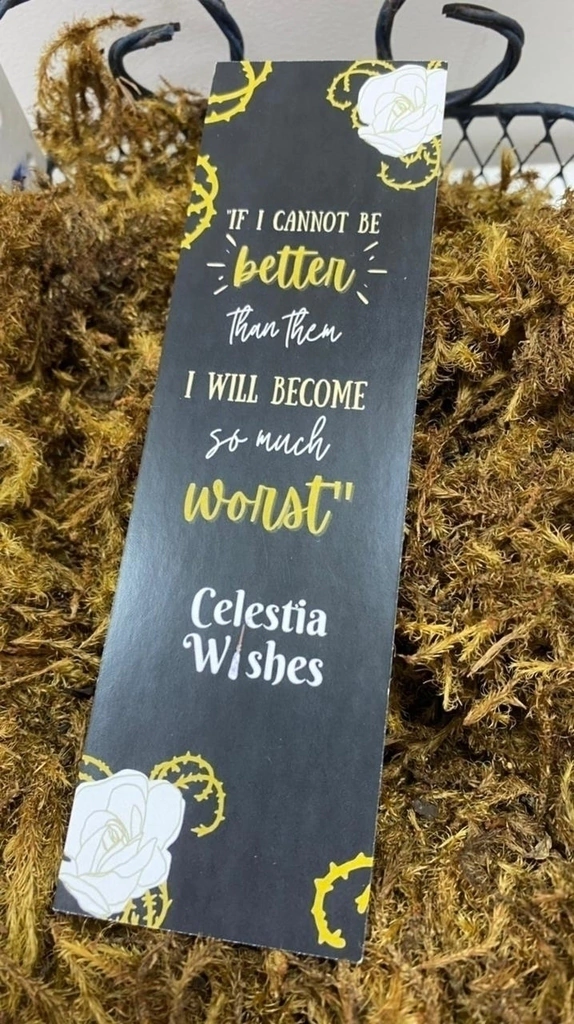 "IF I CANNOT BE
better
than them
I WILL BECOME
so much
worst"
Celestia
Wishes